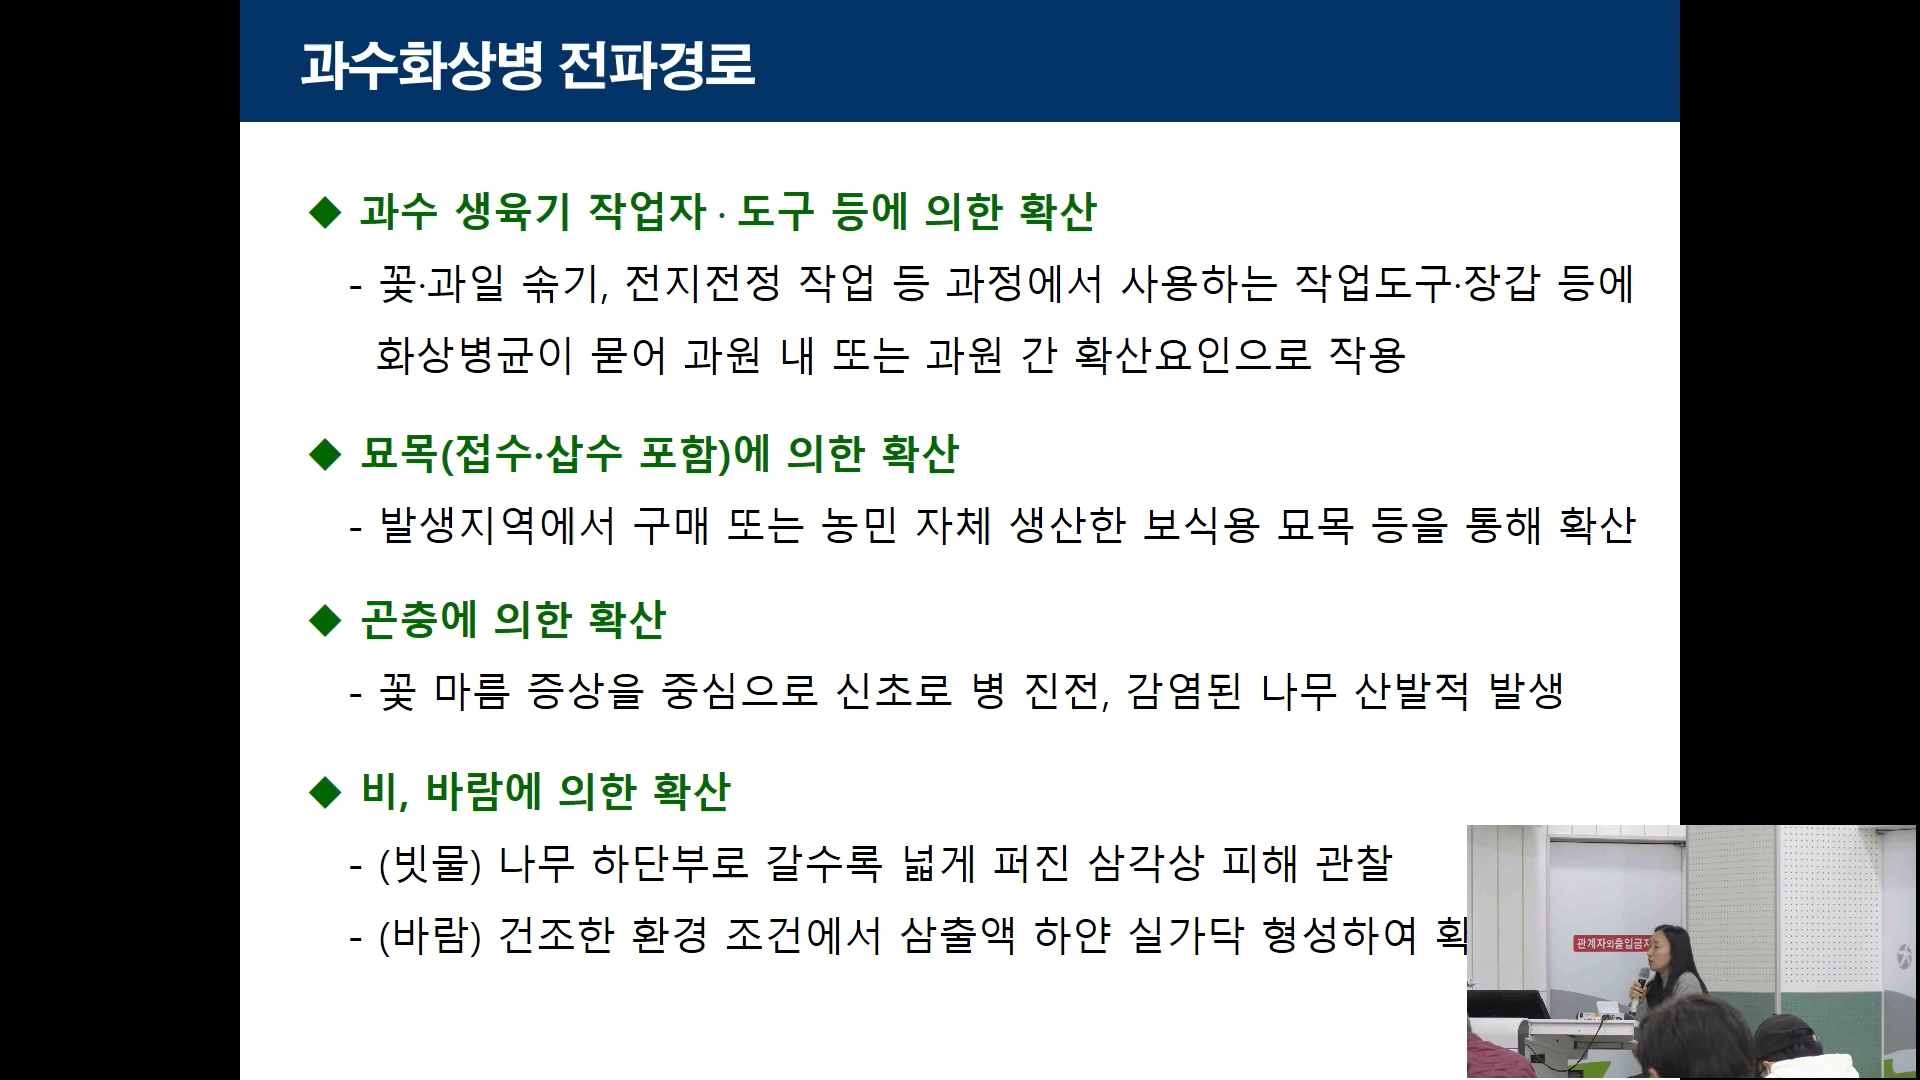 과수화상병 전파경로
◆ 과수 생육기 작업자 · 도구 등에 의한 확산
- 꽃·과일 솎기, 전지전정 작업 등 과정에서 사용하는 작업도구·장갑 등에
화상병균이 묻어 과원 내 또는 과원 간 확산요인으로 작용
◆ 묘목(접수·삽수 포함)에 의한 확산
- 발생지역에서 구매 또는 농민 자체 생산한 보식용 묘목 등을 통해 확산
◆ 곤충에 의한 확산
- 꽃 마름 증상을 중심으로 신초로 병 진전, 감염된 나무 산발적 발생
◆ 비, 바람에 의한 확산
- (빗물) 나무 하단부로 갈수록 넓게 퍼진 삼각상 피해 관찰
- (바람) 건조한 환경 조건에서 삼출액 하얀 실가닥 형성하여 확
관계자외출입금지